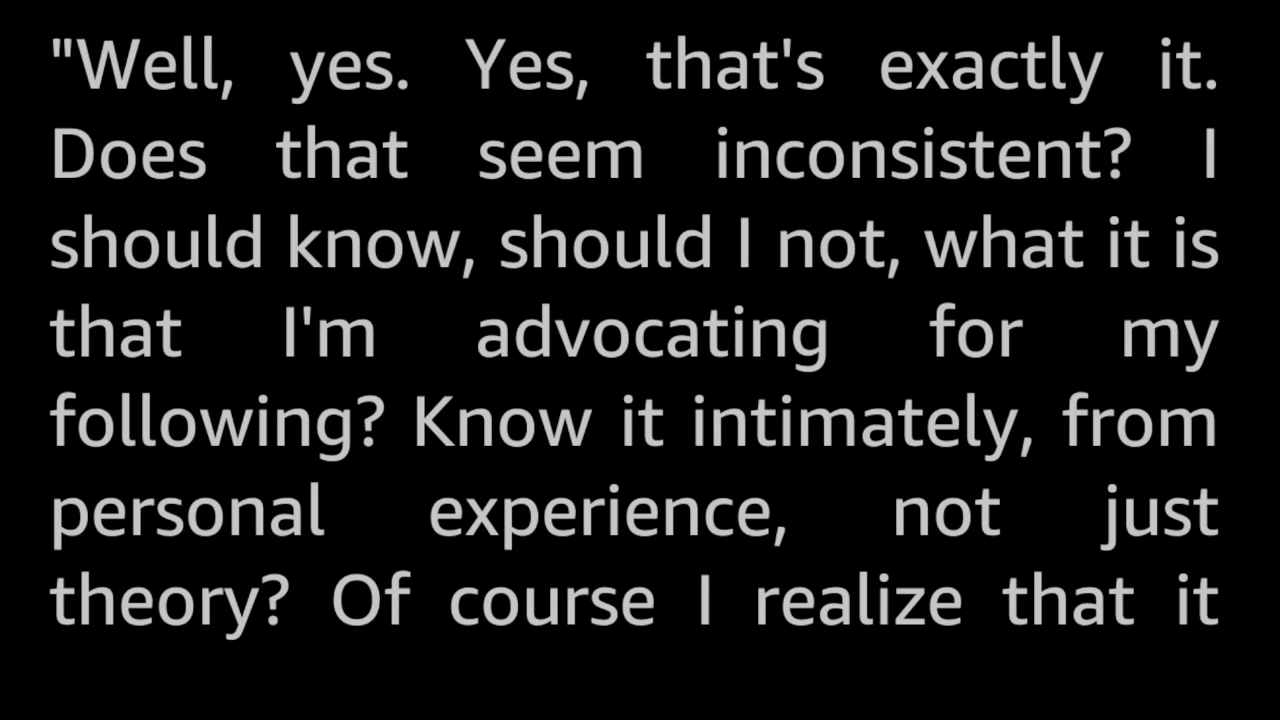 "Well, yes. Yes, that's exactly it.
Does that seem inconsistent? I
should know, should I not, what it is
that I'm advocating for my
following? Know it intimately, from
personal experience, not just
theory? Of course I realize that it